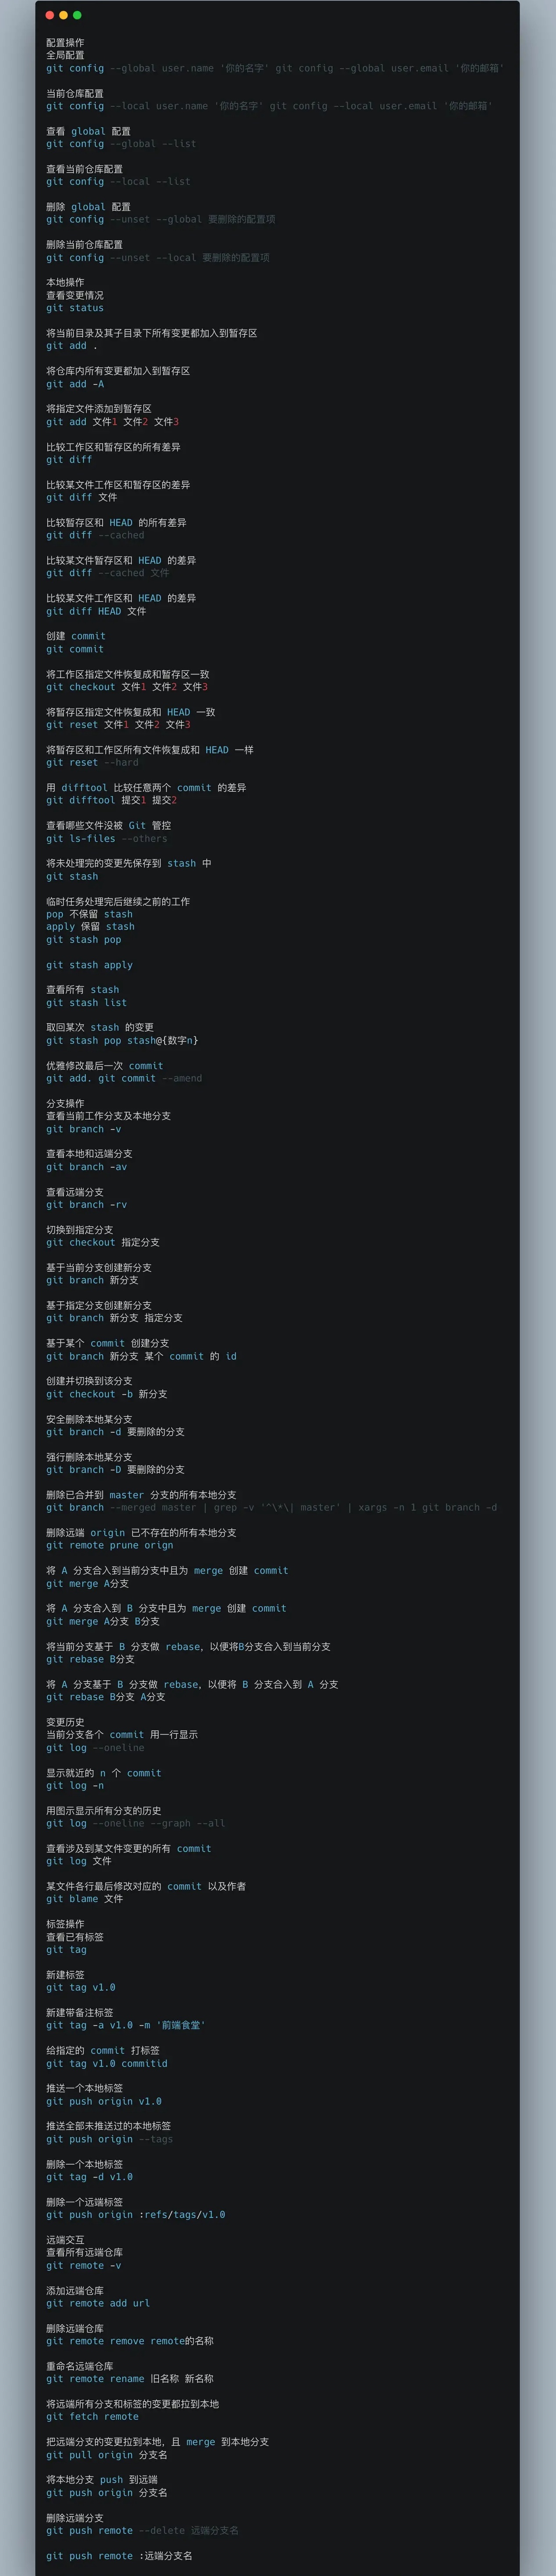 配置操作
全局配置
git config --global user.name '你的名字' git config --global user.email '你的邮箱'
当前仓库配置
git config --local user.name '你的名字' git config --local user.email '你的邮箱'
查看 global 配置
git config --global --list
查看当前仓库配置
git config --local --list
删除 global 配置
git config --unset --global 要删除的配置项
删除当前仓库配置
git config --unset --local 要删除的配置项
本地操作
查看变更情况
git status
将当前目录及其子目录下所有变更都加入到暂存区
git add .
将仓库内所有变更都加入到暂存区
git add -A
将指定文件添加到暂存区
git add 文件1 文件2 文件3
比较工作区和暂存区的所有差异
git diff
比较某文件工作区和暂存区的差异
git diff 文件
比较暂存区和 HEAD 的所有差异
git diff --cached
比较某文件暂存区和 HEAD 的差异
git diff --cached 文件
比较某文件工作区和 HEAD 的差异
git diff HEAD 文件
创建 commit
git commit
将工作区指定文件恢复成和暂存区一致
git checkout 文件1 文件2 文件3
将暂存区指定文件恢复成和 HEAD 一致
git reset 文件1 文件2 文件3
将暂存区和工作区所有文件恢复成和 HEAD 一样
git reset --hard
用 difftool 比较任意两个 commit 的差异
git difftool 提交1 提交2
查看哪些文件没被 Git 管控
git ls-files --others
将未处理完的变更先保存到 stash 中
git stash
临时任务处理完后继续之前的工作
pop 不保留 stash
apply 保留 stash
git stash pop
git stash apply
查看所有 stash
git stash list
取回某次 stash 的变更
git stash pop stash@{数字n}
优雅修改最后一次 commit
git add. git commit --amend
分支操作
查看当前工作分支及本地分支
git branch -v
查看本地和远端分支
git branch -av
查看远端分支
git branch -rv
切换到指定分支
git checkout 指定分支
基于当前分支创建新分支
git branch 新分支
基于指定分支创建新分支
git branch 新分支 指定分支
基于某个 commit 创建分支
git branch 新分支 某个 commit 的 id
创建并切换到该分支
git checkout -b 新分支
安全删除本地某分支
git branch -d 要删除的分支
强行删除本地某分支
git branch -D 要删除的分支
删除已合并到 master 分支的所有本地分支
git branch --merged master | grep -v '^\*\| master' | xargs -n 1 git branch -d
删除远端 origin 已不存在的所有本地分支
git remote prune orign
将 A 分支合入到当前分支中且为 merge 创建 commit
git merge A分支
将 A 分支合入到 B 分支中且为 merge 创建 commit
git merge A分支 B分支
将当前分支基于 B 分支做 rebase，以便将B分支合入到当前分支
git rebase B分支
将 A 分支基于 B 分支做 rebase，以便将 B 分支合入到 A 分支
git rebase B分支 A分支
变更历史
当前分支各个 commit 用一行显示
git log --oneline
显示就近的 n 个 commit
git log -n
用图示显示所有分支的历史
git log --oneline --graph --all
查看涉及到某文件变更的所有 commit
git log 文件
某文件各行最后修改对应的 commit 以及作者
git blame 文件
标签操作
查看已有标签
git tag
新建标签
git tag v1.0
新建带备注标签
git tag -a v1.0 -m '前端食堂'
给指定的 commit 打标签
git tag v1.0 commitid
推送一个本地标签
git push origin v1.0
推送全部未推送过的本地标签
git push origin --tags
删除一个本地标签
git tag -d v1.0
删除一个远端标签
git push origin :refs/tags/v1.0
远端交互
查看所有远端仓库
git remote -v
添加远端仓库
git remote add url
删除远端仓库
git remote remove remote的名称
重命名远端仓库
git remote rename 旧名称 新名称
将远端所有分支和标签的变更都拉到本地
git fetch remote
把远端分支的变更拉到本地，且 merge 到本地分支
git pull origin 分支名
将本地分支 push 到远端
git push origin 分支名
删除远端分支
git push remote --delete 远端分支名
git push remote :远端分支名